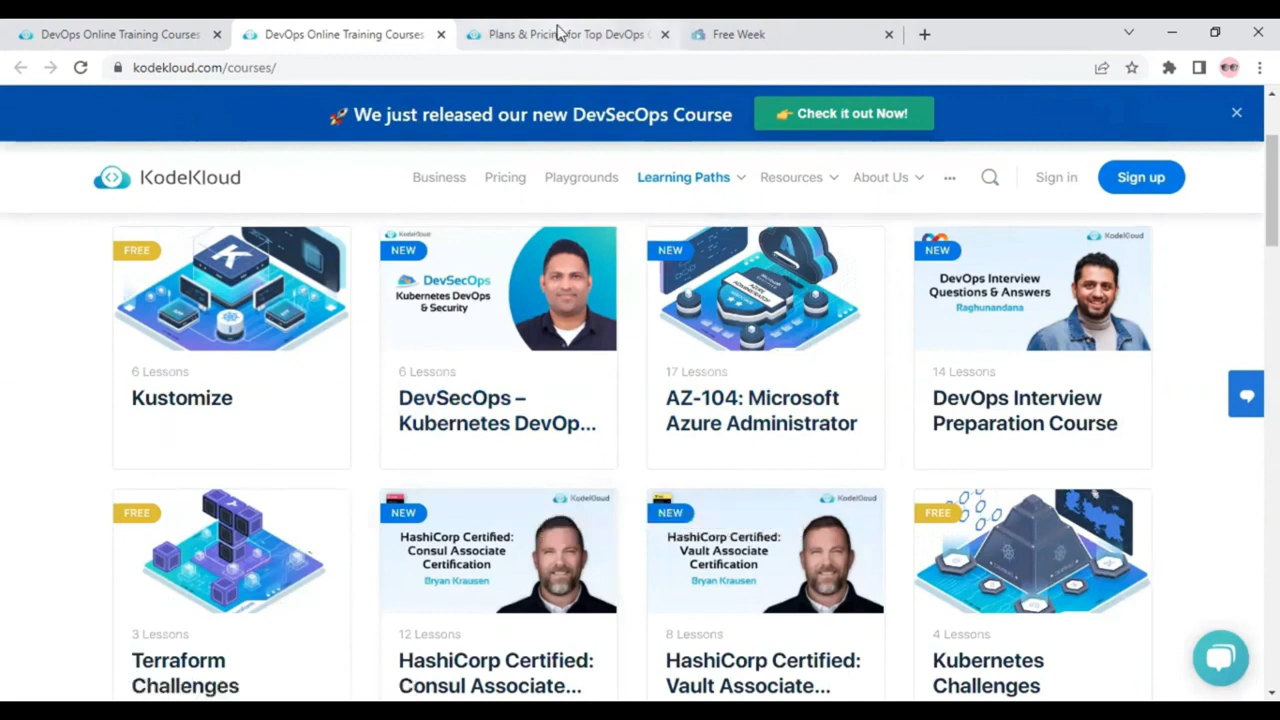 DevOps Online Training Courses
DevOps Online Training Courses
Plans & Pricing for Top DevOps C
Free Week
kodekloud.com/courses/
We just released our new DevSecOps Course
Check it out Now!
KodeKloud
Business
Pricing
Playgrounds
Learning Paths
Resources
About Us
Sign in
Sign up
FREE
K
6 Lessons
Kustomize
KodeKloud
NEW
DevSecOps
Kubernetes DevOps
& Security
6 Lessons
DevSecOps –
Kubernetes DevOp...
NEW
17 Lessons
AZ-104: Microsoft
Azure Administrator
KodeKloud
NEW
DevOps Interview
Questions & Answers
Raghunandana
14 Lessons
DevOps Interview
Preparation Course
FREE
3 Lessons
Terraform
Challenges
KodeKloud
NEW
HashiCorp Certified:
Consul Associate
Certification
Bryan Krausen
12 Lessons
HashiCorp Certified:
Consul Associate...
KodeKloud
NEW
HashiCorp Certified:
Vault Associate
Certification
Bryan Krausen
8 Lessons
HashiCorp Certified:
Vault Associate...
FREE
4 Lessons
Kubernetes
Challenges